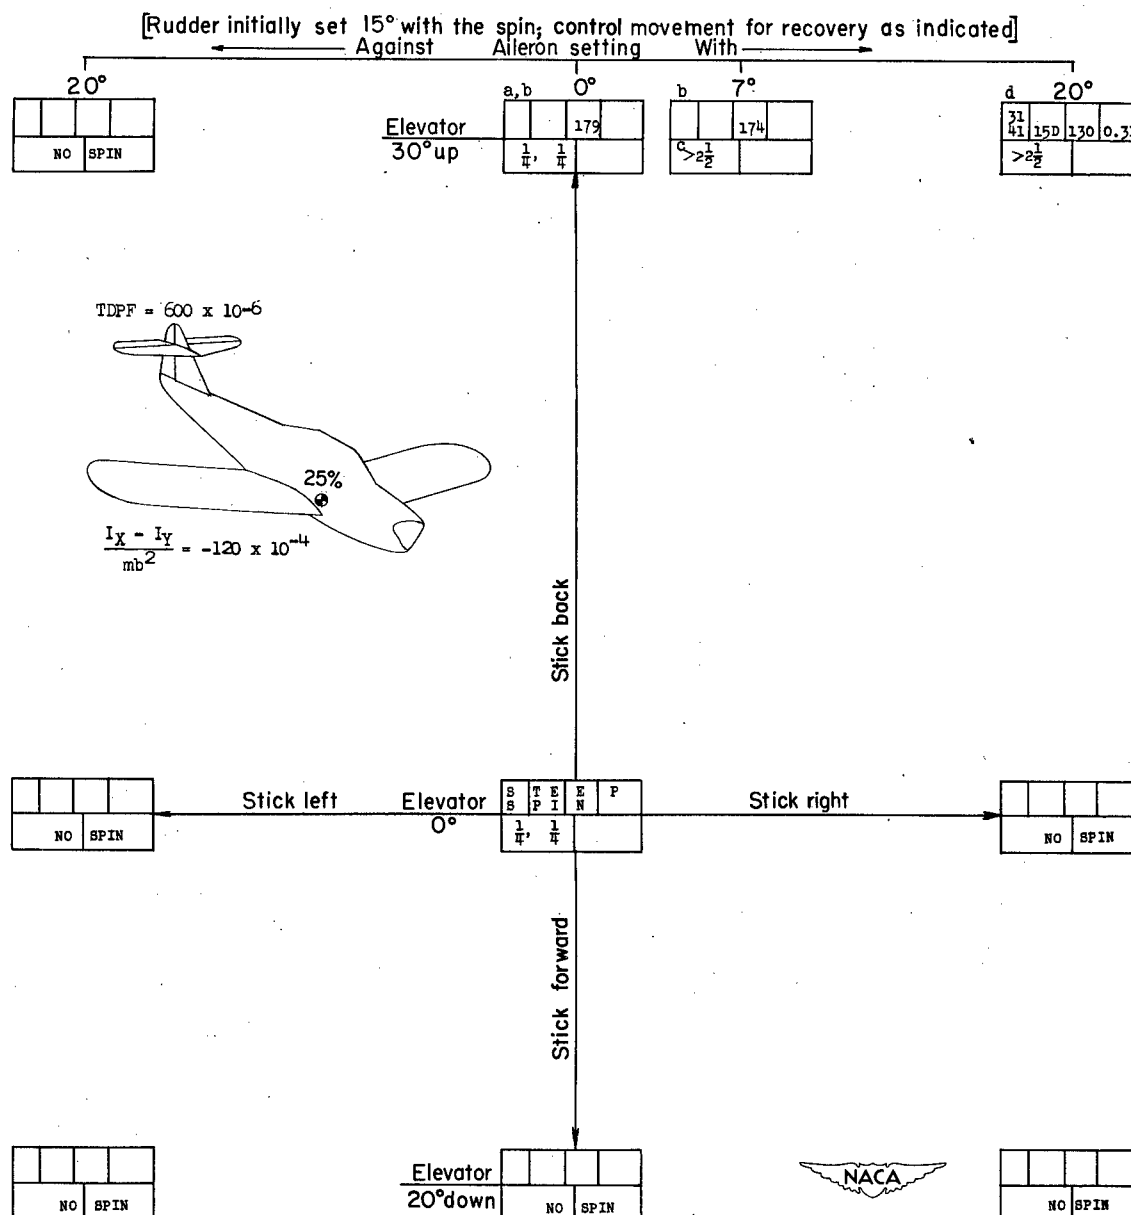 [Rudder initially set 15° with the spin; control movement for recovery as indicated]
Against Aileron setting With
20° 0° 7° 20°
a,b b d
Elevator
30° up
NO SPIN
179
1/4, 1/4
174
c >2 1/2
31
41 15D 130
>2 1/2
TDPF = 600 x 10-6
25%
IX - IY
mb2
= -120 x 10-4
Stick back
Stick left
Elevator
0°
S T E E P
S P I N
1/4, 1/4
Stick right
NO SPIN
NO SPIN
Stick forward
Elevator
20° down
NO SPIN
NO SPIN
NO SPIN
NACA